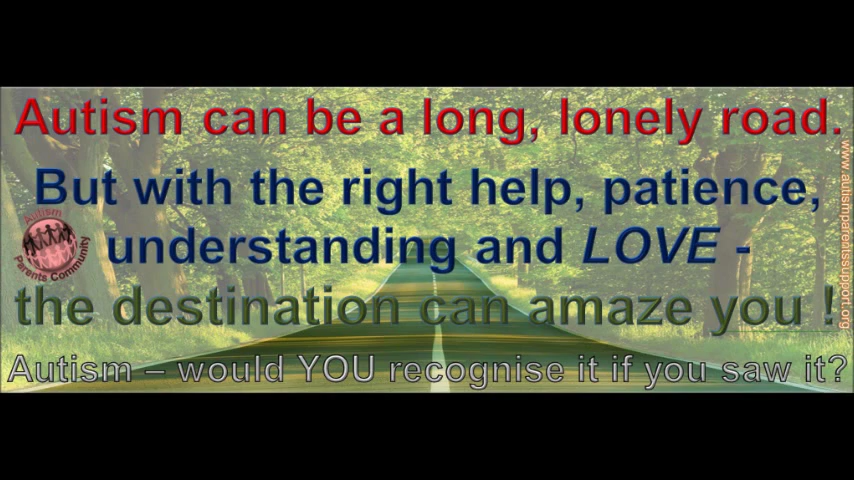 Autism can be a long, lonely road.
But with the right help, patience,
understanding and LOVE -
the destination can amaze you !
Autism – would YOU recognise it if you saw it?
Autism
Parents Community
www.autismparentssupport.org